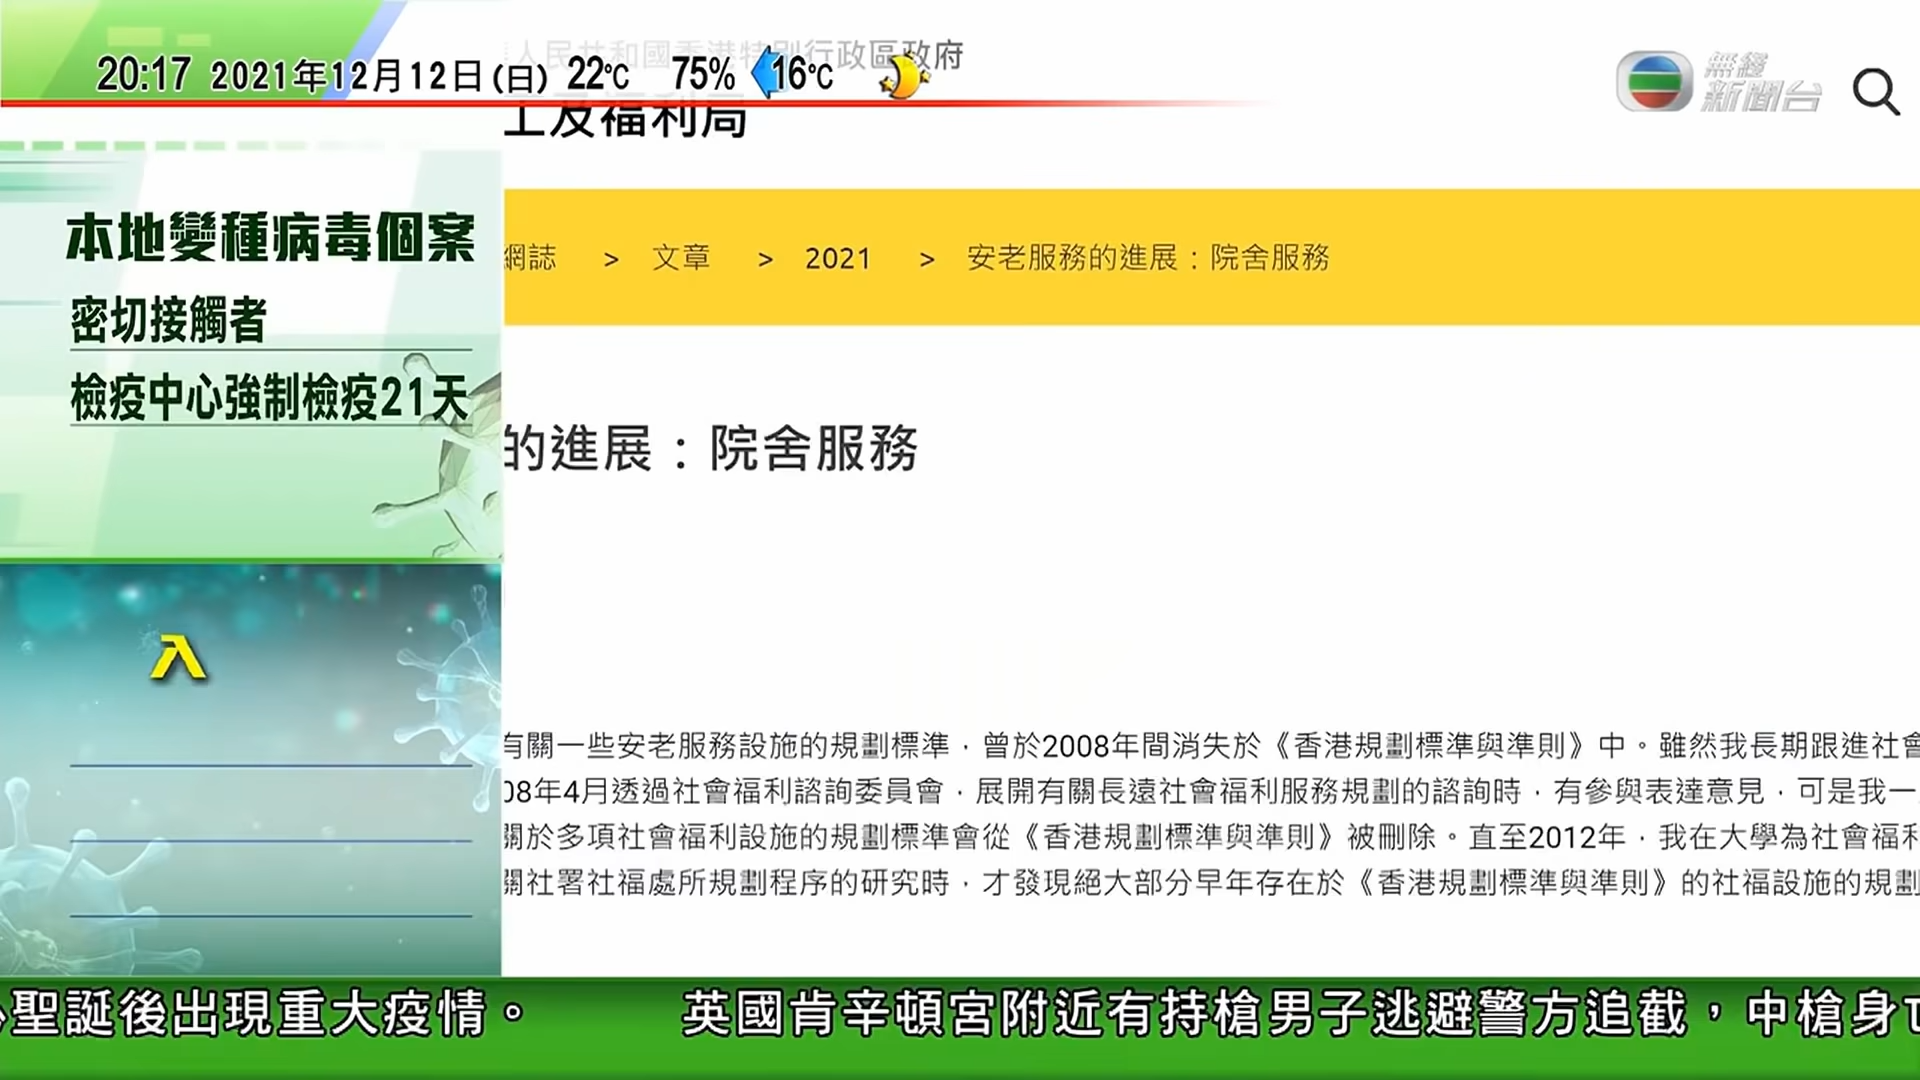 人民共和國香港特別行政區政府
20:17 2021年12月12日(日) 22℃ 75% 16℃
無綫
新聞台
工及福利局
本地變種病毒個案
密切接觸者
檢疫中心強制檢疫21天
網誌 > 文章 > 2021 > 安老服務的進展：院舍服務
的進展：院舍服務
入
有關一些安老服務設施的規劃標準，曾於2008年間消失於《香港規劃標準與準則》中。雖然我長期跟進社會
08年4月透過社會福利諮詢委員會，展開有關長遠社會福利服務規劃的諮詢時，有參與表達意見，可是我一
關於多項社會福利設施的規劃標準會從《香港規劃標準與準則》被刪除。直至2012年，我在大學為社會福利
關社署社福處所規劃程序的研究時，才發現絕大部分早年存在於《香港規劃標準與準則》的社福設施的規劃
心聖誕後出現重大疫情。 英國肯辛頓宮附近有持槍男子逃避警方追截，中槍身亡